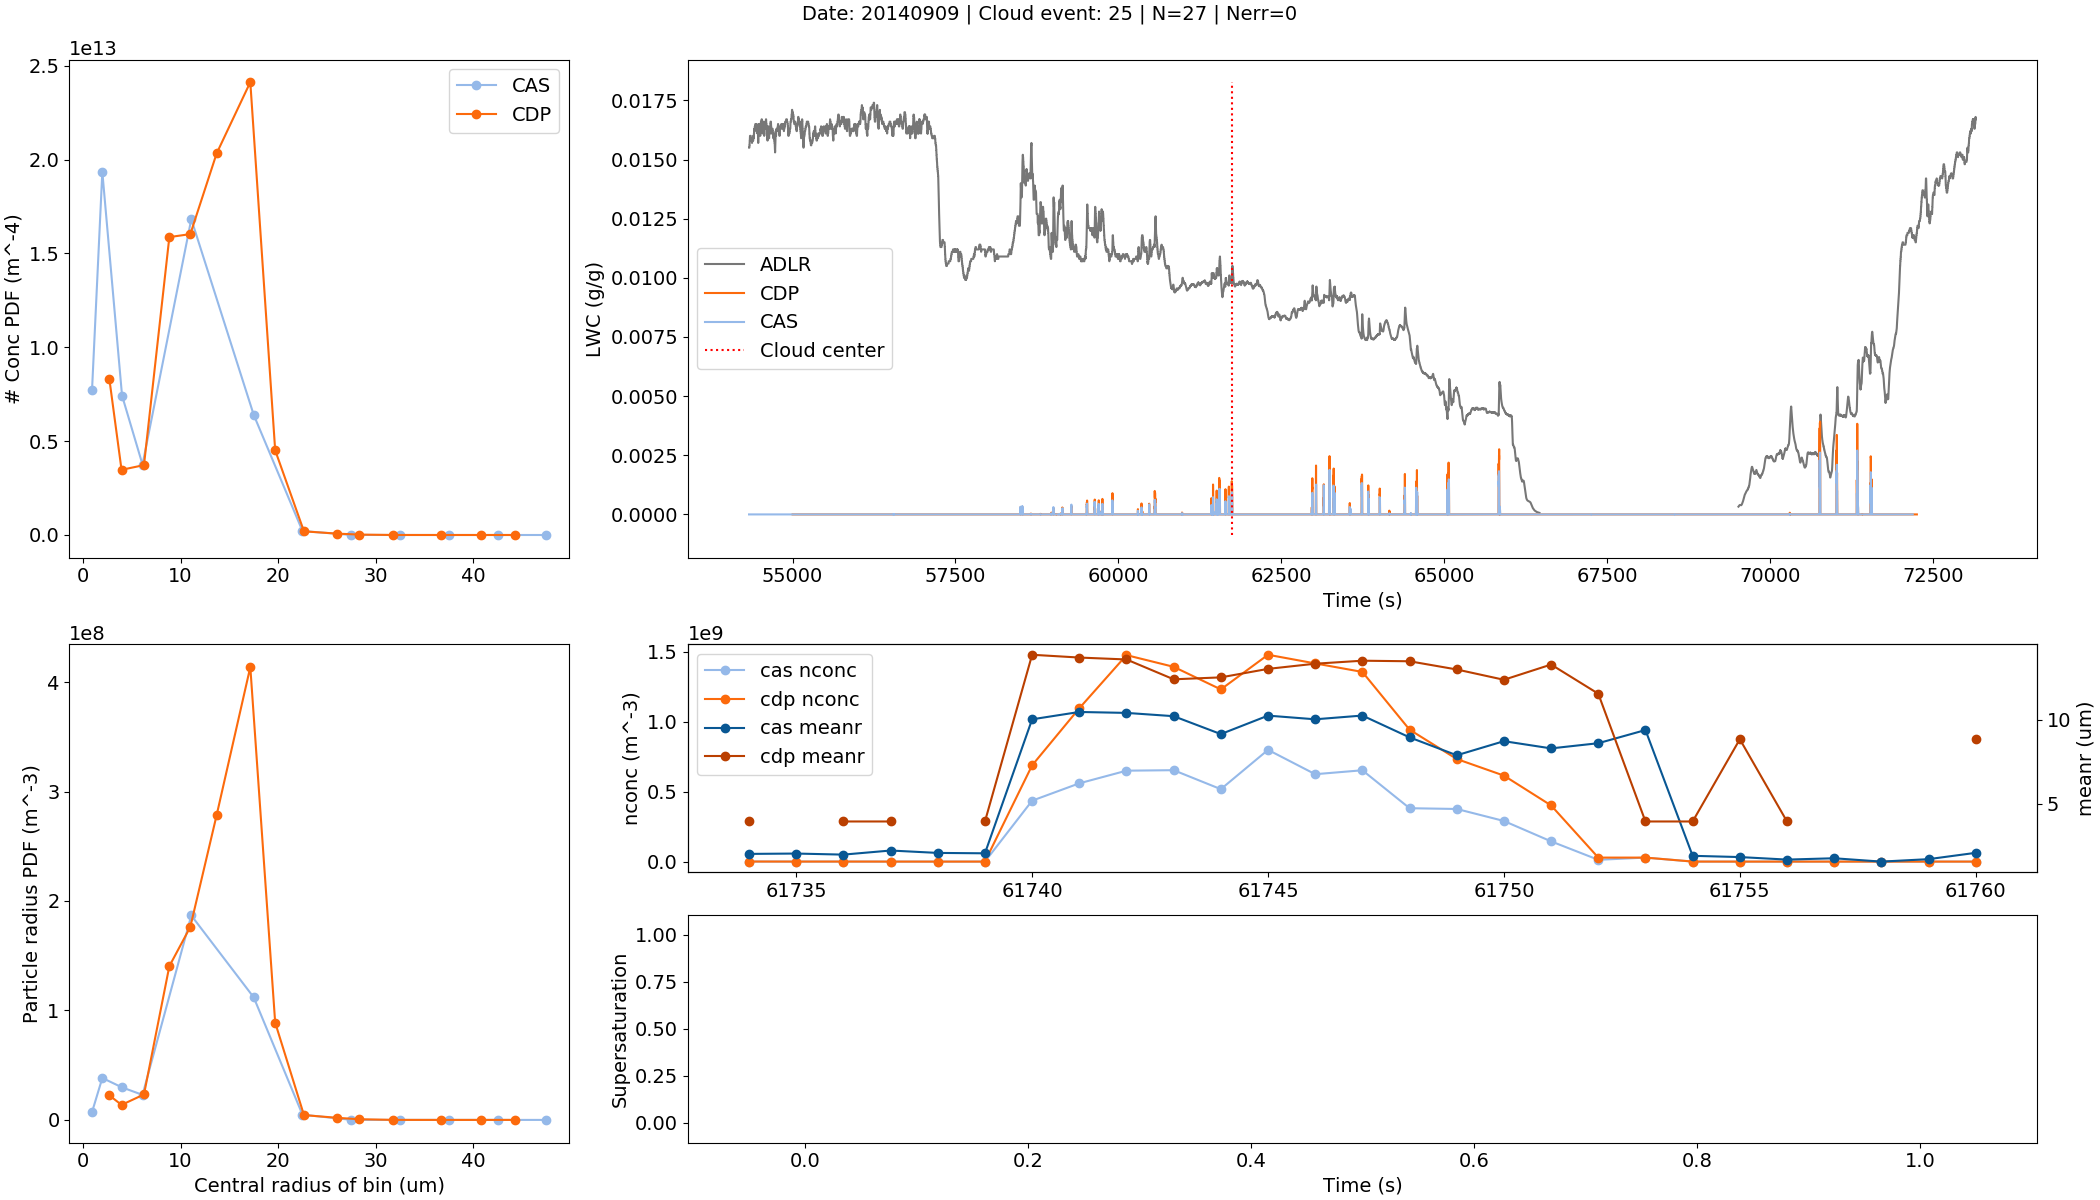 Date: 20140909 | Cloud event: 25 | N=27 | Nerr=0
1e13
2.5
2.0
1.5
1.0
0.5
0.0
# Conc PDF (m^-4)
CAS
CDP
0 10 20 30 40
LWC (g/g)
0.0175
0.0150
0.0125
0.0100
0.0075
0.0050
0.0025
0.0000
ADLR
CDP
CAS
Cloud center
55000 57500 60000 62500 65000 67500 70000 72500
Time (s)
1e8
4
3
2
1
0
Particle radius PDF (m^-3)
0 10 20 30 40
Central radius of bin (um)
1e9
1.5
1.0
0.5
0.0
nconc (m^-3)
cas nconc
cdp nconc
cas meanr
cdp meanr
10
5
meanr (um)
61735 61740 61745 61750 61755 61760
Supersaturation
1.00
0.75
0.50
0.25
0.00
0.0 0.2 0.4 0.6 0.8 1.0
Time (s)